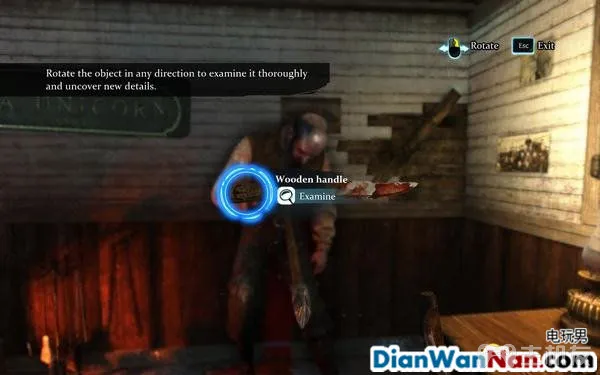 Rotate
Esc
Exit
Rotate the object in any direction to examine it thoroughly
and uncover new details.
A UNICORN
Wooden handle
Examine
电玩男
DianWanNan.com